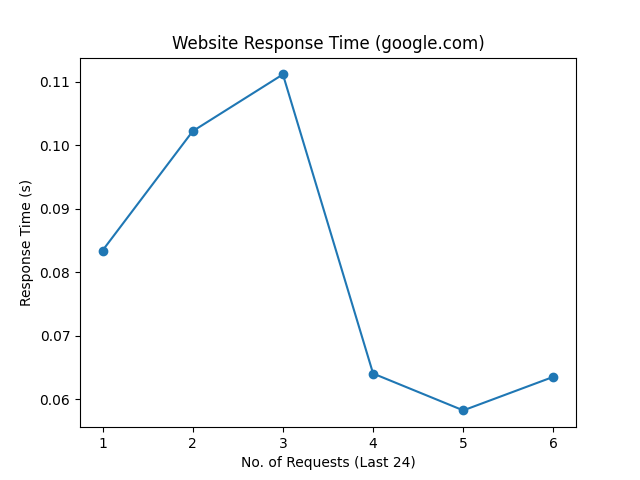 Website Response Time (google.com)
0.11
0.10
0.09
0.08
0.07
0.06
Response Time (s)
1 2 3 4 5 6
No. of Requests (Last 24)